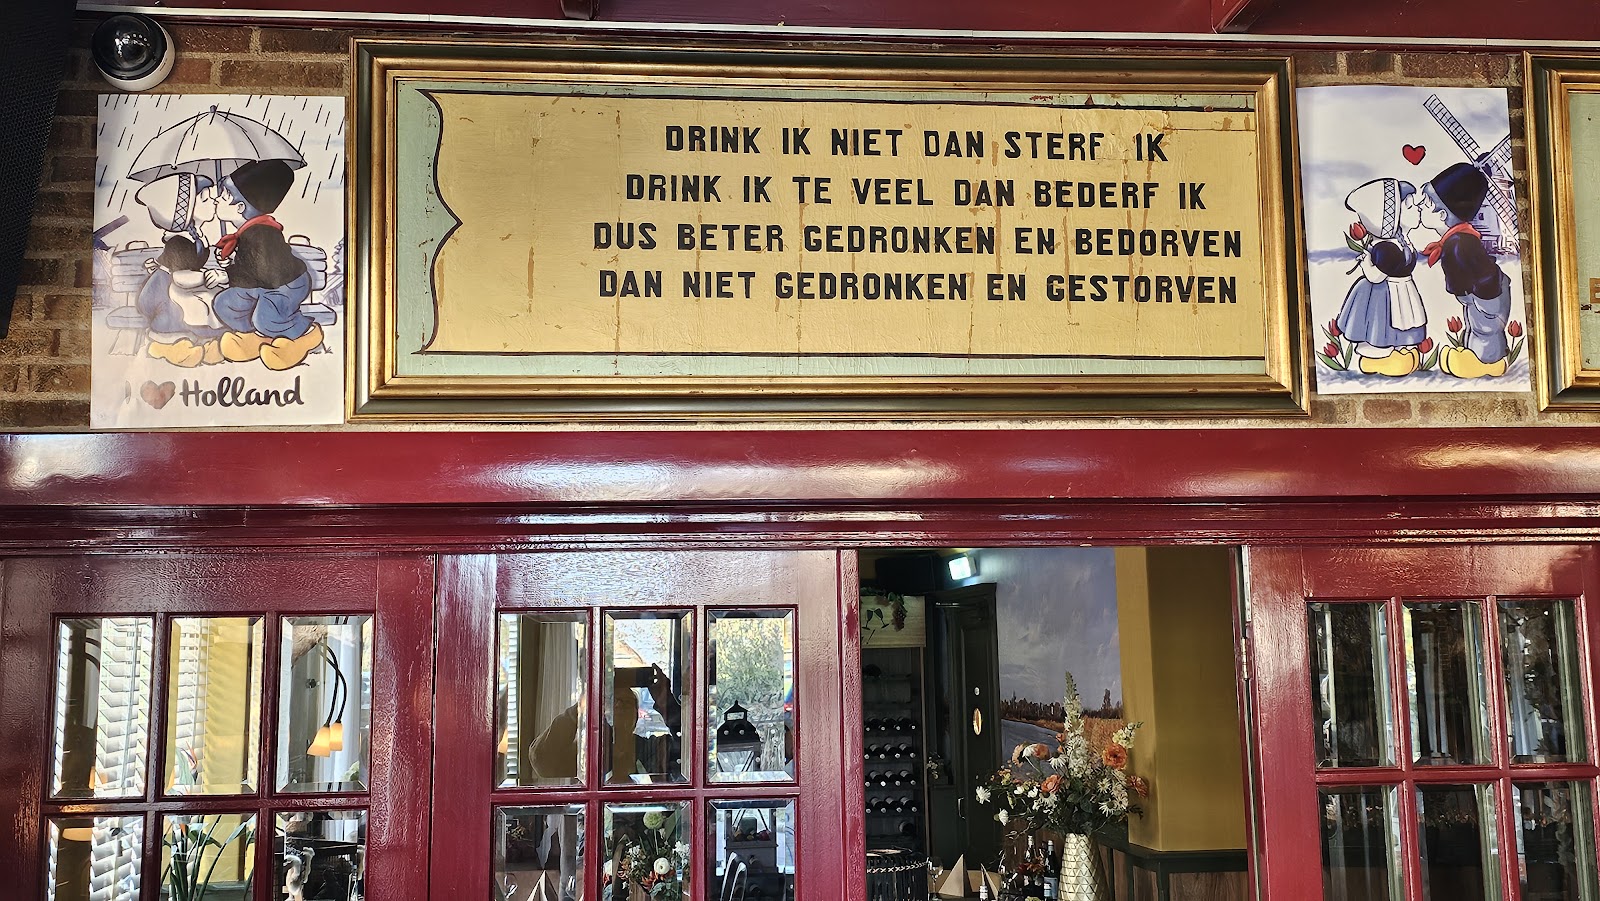 DRINK IK NIET DAN STERF IK
DRINK IK TE VEEL DAN BEDERF IK
DUS BETER GEDRONKEN EN BEDORVEN
DAN NIET GEDRONKEN EN GESTORVEN
I ❤ Holland